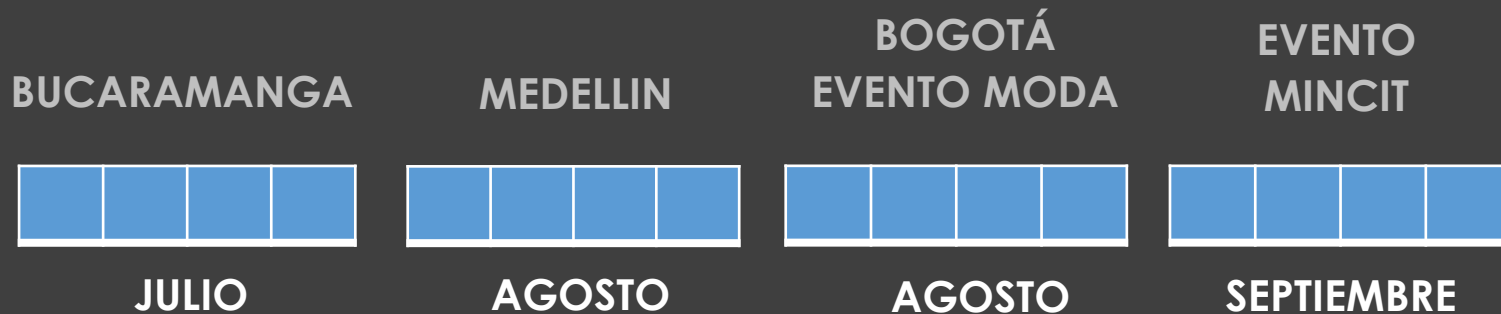 BUCARAMANGA
MEDELLIN
BOGOTÁ
EVENTO MODA
EVENTO
MINCIT
JULIO
AGOSTO
AGOSTO
SEPTIEMBRE